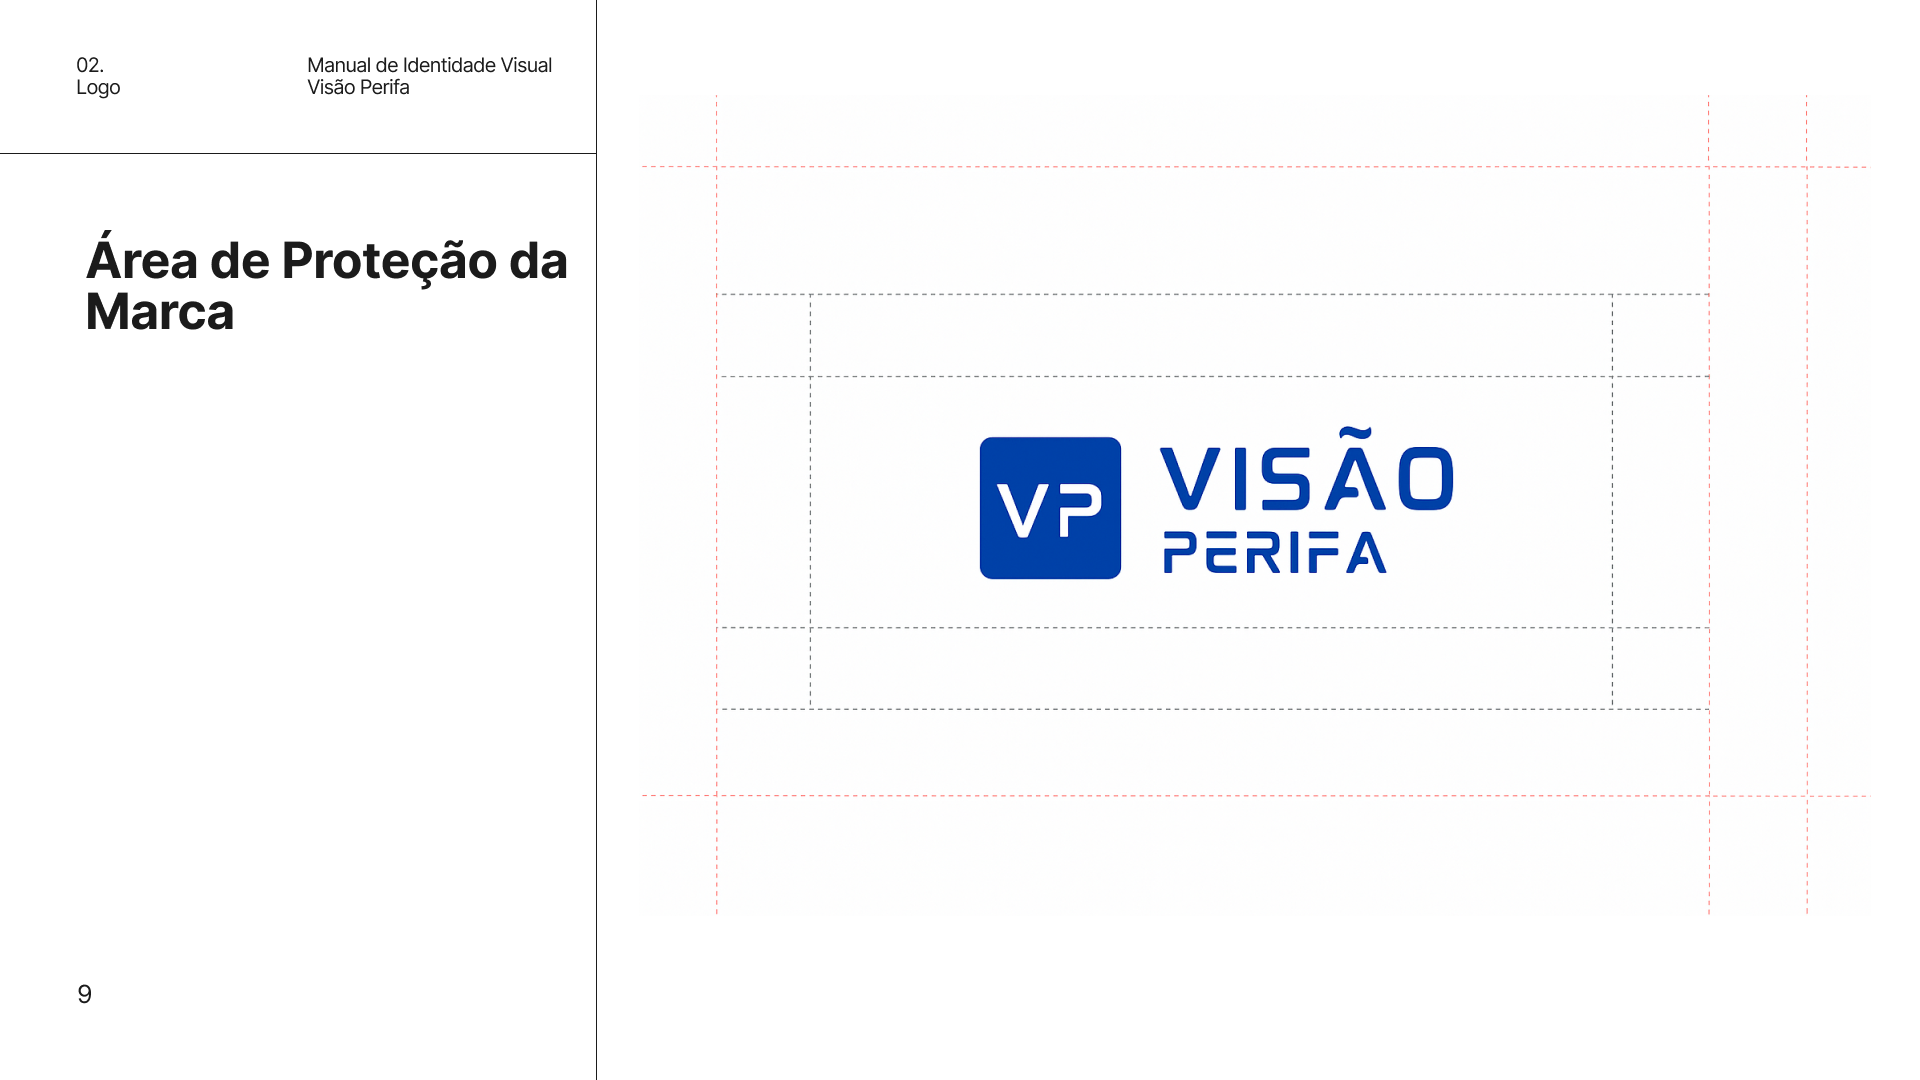 02.
Logo
Manual de Identidade Visual
Visão Perifa
Área de Proteção da
Marca
VP
VISÃO
PERIFA
9